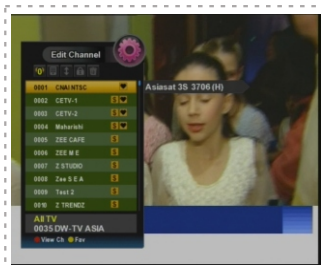 Edit Channel
0001 CNAI NTSC
Asiasat 3S 3706 (H)
0002 CETV-1 S
0003 CETV-2 S
0004 Maharishi S
0005 ZEE CAFE S
0006 ZEE M E S
0007 Z STUDIO S
0008 Zee S E A S
0009 Test 2 S
0010 Z TRENDZ S
All TV
0035 DW-TV ASIA
View Ch Fav